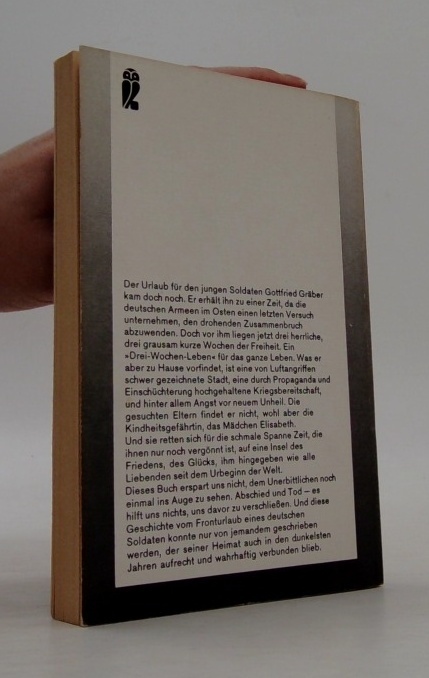 Der Urlaub für den jungen Soldaten Gottfried Gräber
kam doch noch. Er erhält ihn zu einer Zeit, da die
deutschen Armeen im Osten einen letzten Versuch
unternehmen, den drohenden Zusammenbruch
abzuwenden. Doch vor ihm liegen jetzt drei herrliche,
drei grausam kurze Wochen der Freiheit. Ein
»Drei-Wochen-Leben« für das ganze Leben. Was er
aber zu Hause vorfindet, ist eine von Luftangriffen
schwer gezeichnete Stadt, eine durch Propaganda und
Einschüchterung hochgehaltene Kriegsbereitschaft,
und hinter allem Angst vor neuem Unheil. Die
gesuchten Eltern findet er nicht, wohl aber die
Kindheitsgefährtin, das Mädchen Elisabeth.
Und sie retten sich für die schmale Spanne Zeit, die
ihnen nur noch vergönnt ist, auf eine Insel des
Friedens, des Glücks, ihm hingegeben wie alle
Liebenden seit dem Urbeginn der Welt.
Dieses Buch erspart uns nicht, dem Unerbittlichen noch
einmal ins Auge zu sehen. Abschied und Tod – es
hilft uns nichts, uns davor zu verschließen. Und diese
Geschichte vom Fronturlaub eines deutschen
Soldaten konnte nur von jemandem geschrieben
werden, der seiner Heimat auch in den dunkelsten
Jahren aufrecht und wahrhaftig verbunden blieb.